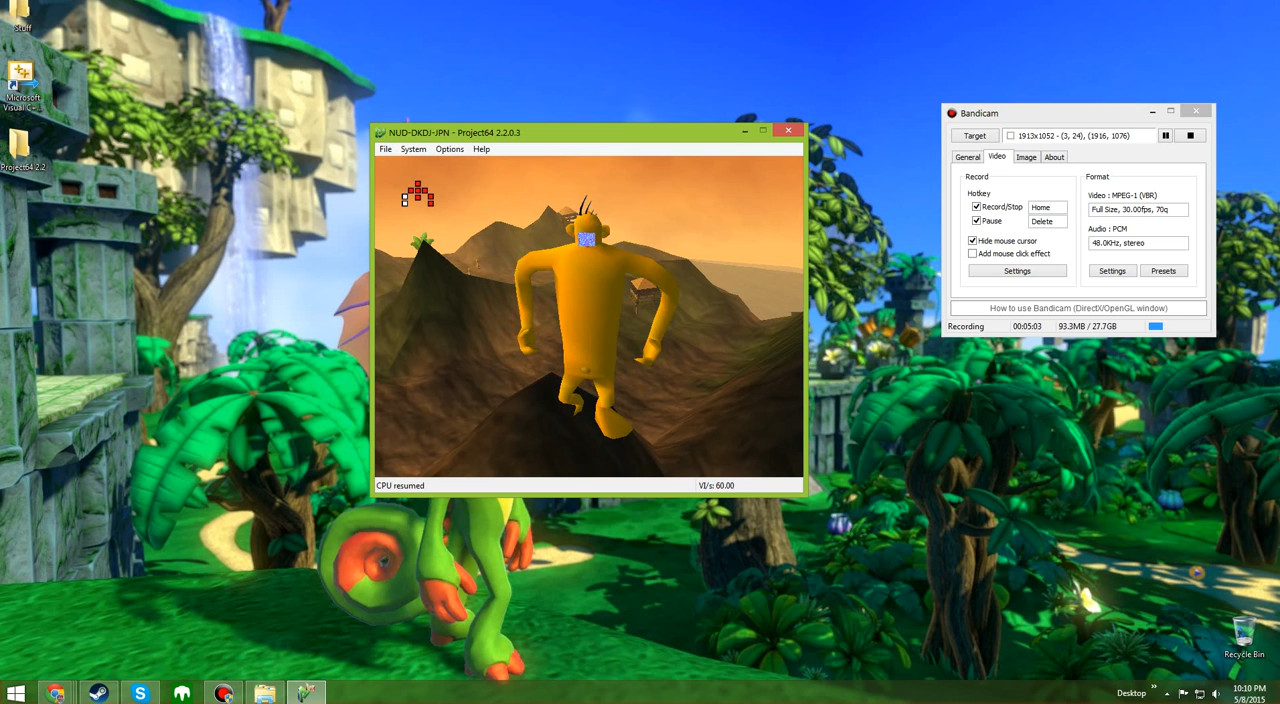 Stuff
Microsoft
Visual C+...
Project64 2.2
NUD-DKDJ-JPN - Project64 2.2.0.3
File System Options Help
CPU resumed
VI/s: 60.00
Bandicam
Target
1913x1052 - (3, 24), (1916, 1076)
General Video Image About
Record
Hotkey
Record/Stop Home
Pause Delete
Hide mouse cursor
Add mouse click effect
Settings
Format
Video : MPEG-1 (VBR)
Full Size, 30.00fps, 70q
Audio : PCM
48.0KHz, stereo
Settings Presets
How to use Bandicam (DirectX/OpenGL window)
Recording 00:05:03 93.3MB / 27.7GB
Recycle Bin
Desktop
10:10 PM
5/8/2015